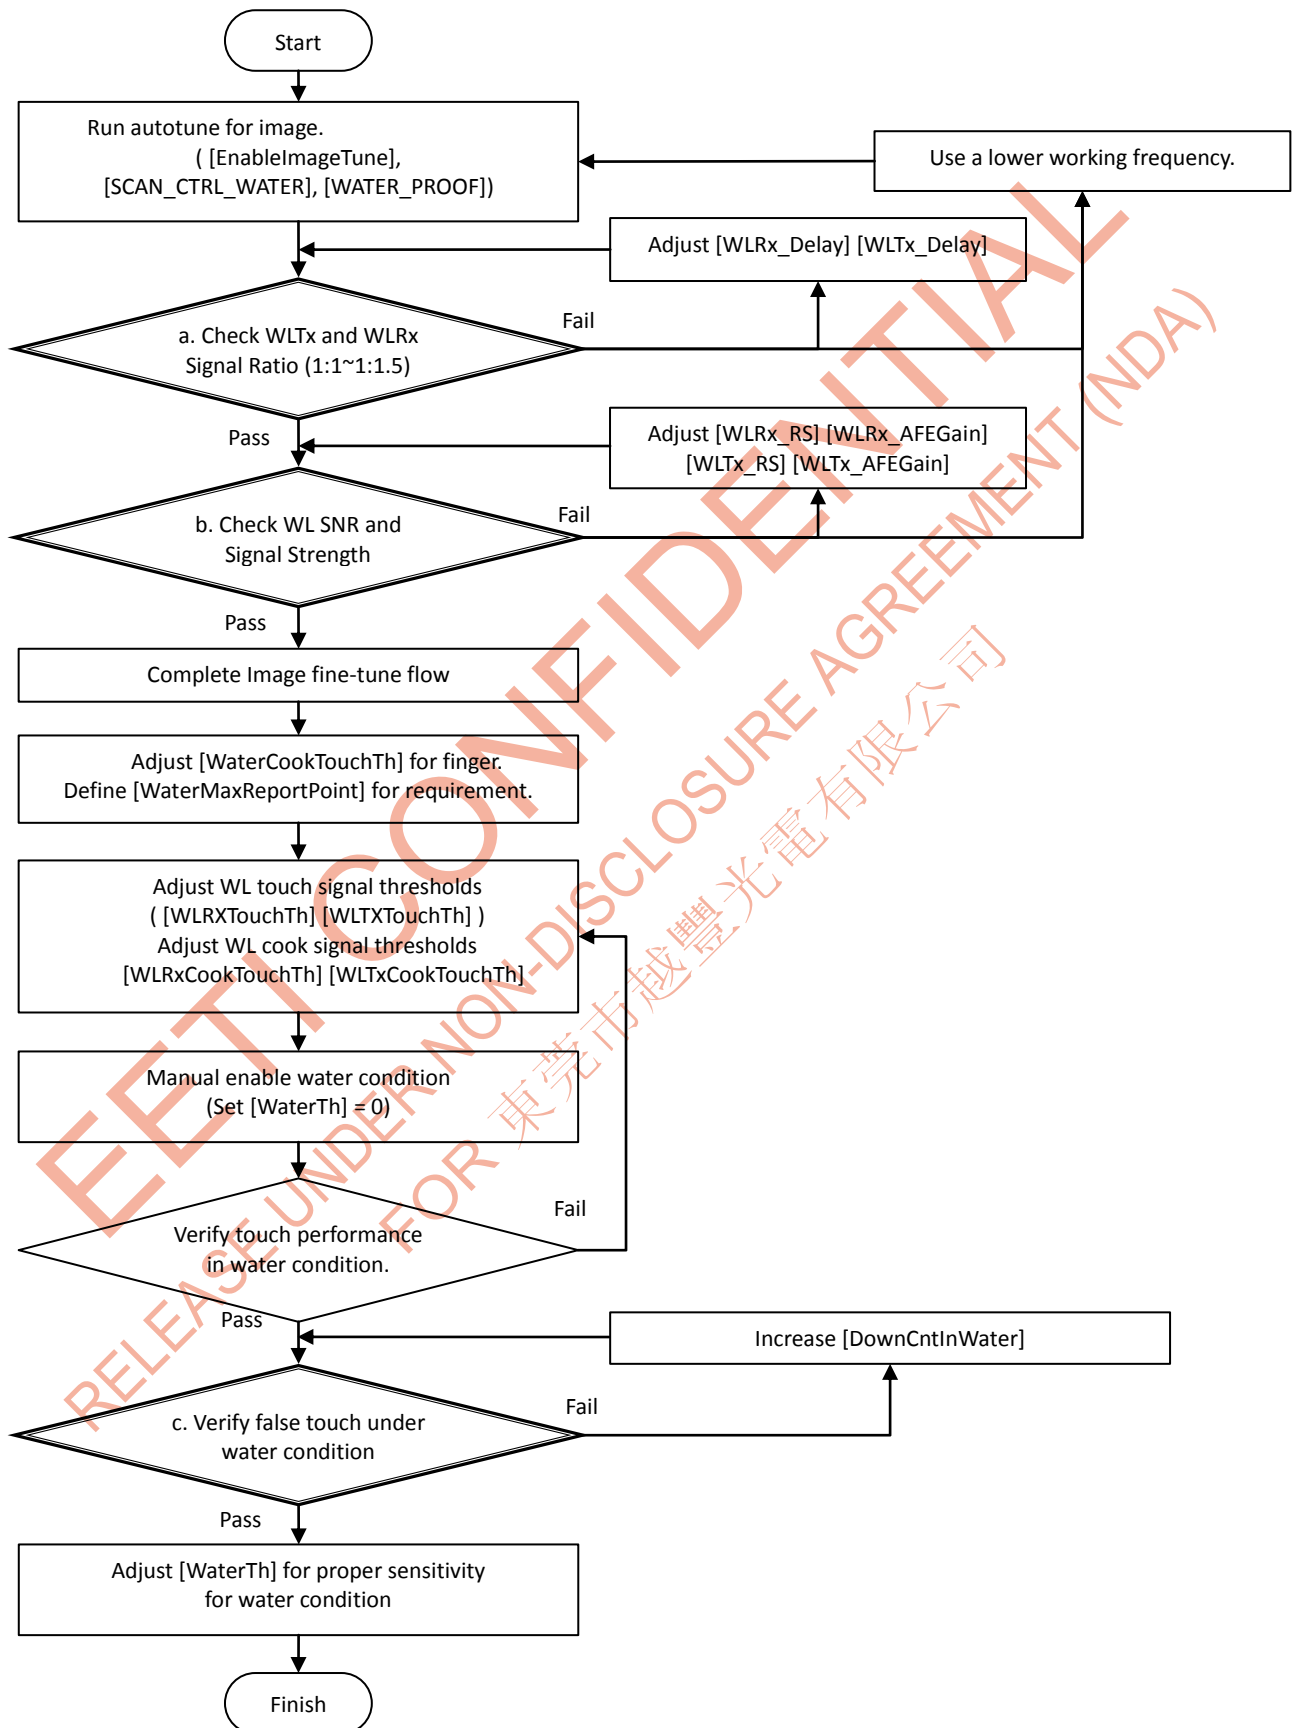 Start
Run autotune for image.
( [EnableImageTune],
[SCAN_CTRL_WATER], [WATER_PROOF])
Use a lower working frequency.
Adjust [WLRx_Delay] [WLTx_Delay]
Fail
a. Check WLTx and WLRx
Signal Ratio (1:1~1:1.5)
Pass
Adjust [WLRx_RS] [WLRx_AFEGain]
[WLTx_RS] [WLTx_AFEGain]
Fail
b. Check WL SNR and
Signal Strength
Pass
Complete Image fine-tune flow
Adjust [WaterCookTouchTh] for finger.
Define [WaterMaxReportPoint] for requirement.
Adjust WL touch signal thresholds
( [WLRXTouchTh] [WLTXTouchTh] )
Adjust WL cook signal thresholds
[WLRxCookTouchTh] [WLTxCookTouchTh]
Manual enable water condition
(Set [WaterTh] = 0)
Fail
Verify touch performance
in water condition.
Pass
Increase [DownCntInWater]
Fail
c. Verify false touch under
water condition
Pass
Adjust [WaterTh] for proper sensitivity
for water condition
Finish
EETI CONFIDENTIAL
RELEASE UNDER NON-DISCLOSURE AGREEMENT (NDA)
FOR 東莞市越豐光電有限公司